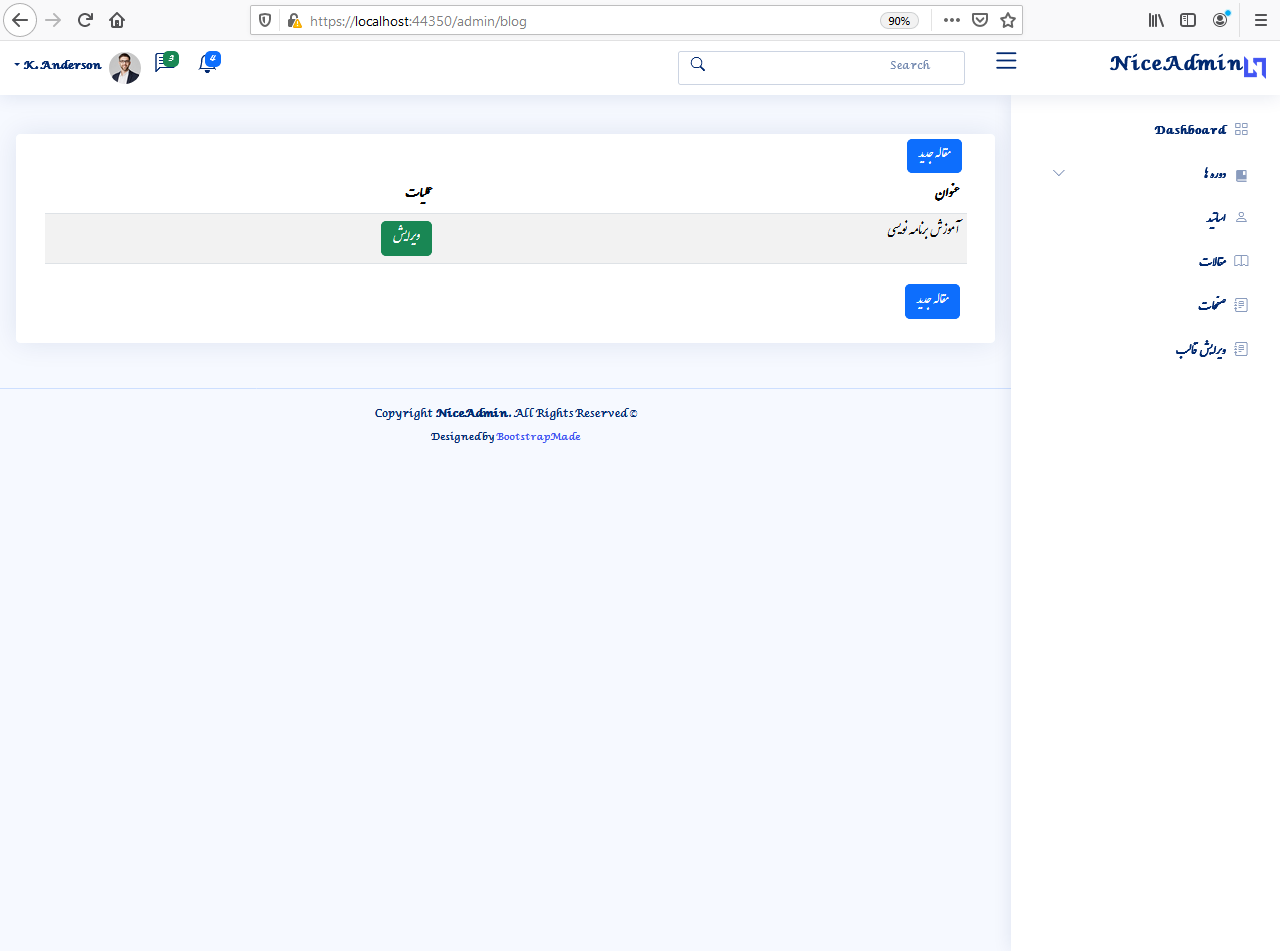 https://localhost:44350/admin/blog 90%
NiceAdmin
Search
4
3
K. Anderson
Dashboard
دوره ها
اساتید
مقالات
صفحات
ویرایش قالب
مقاله جدید
عنوان عملیات
آموزش برنامه نویسی ویرایش
مقاله جدید
Copyright NiceAdmin. All Rights Reserved ©
Designed by BootstrapMade